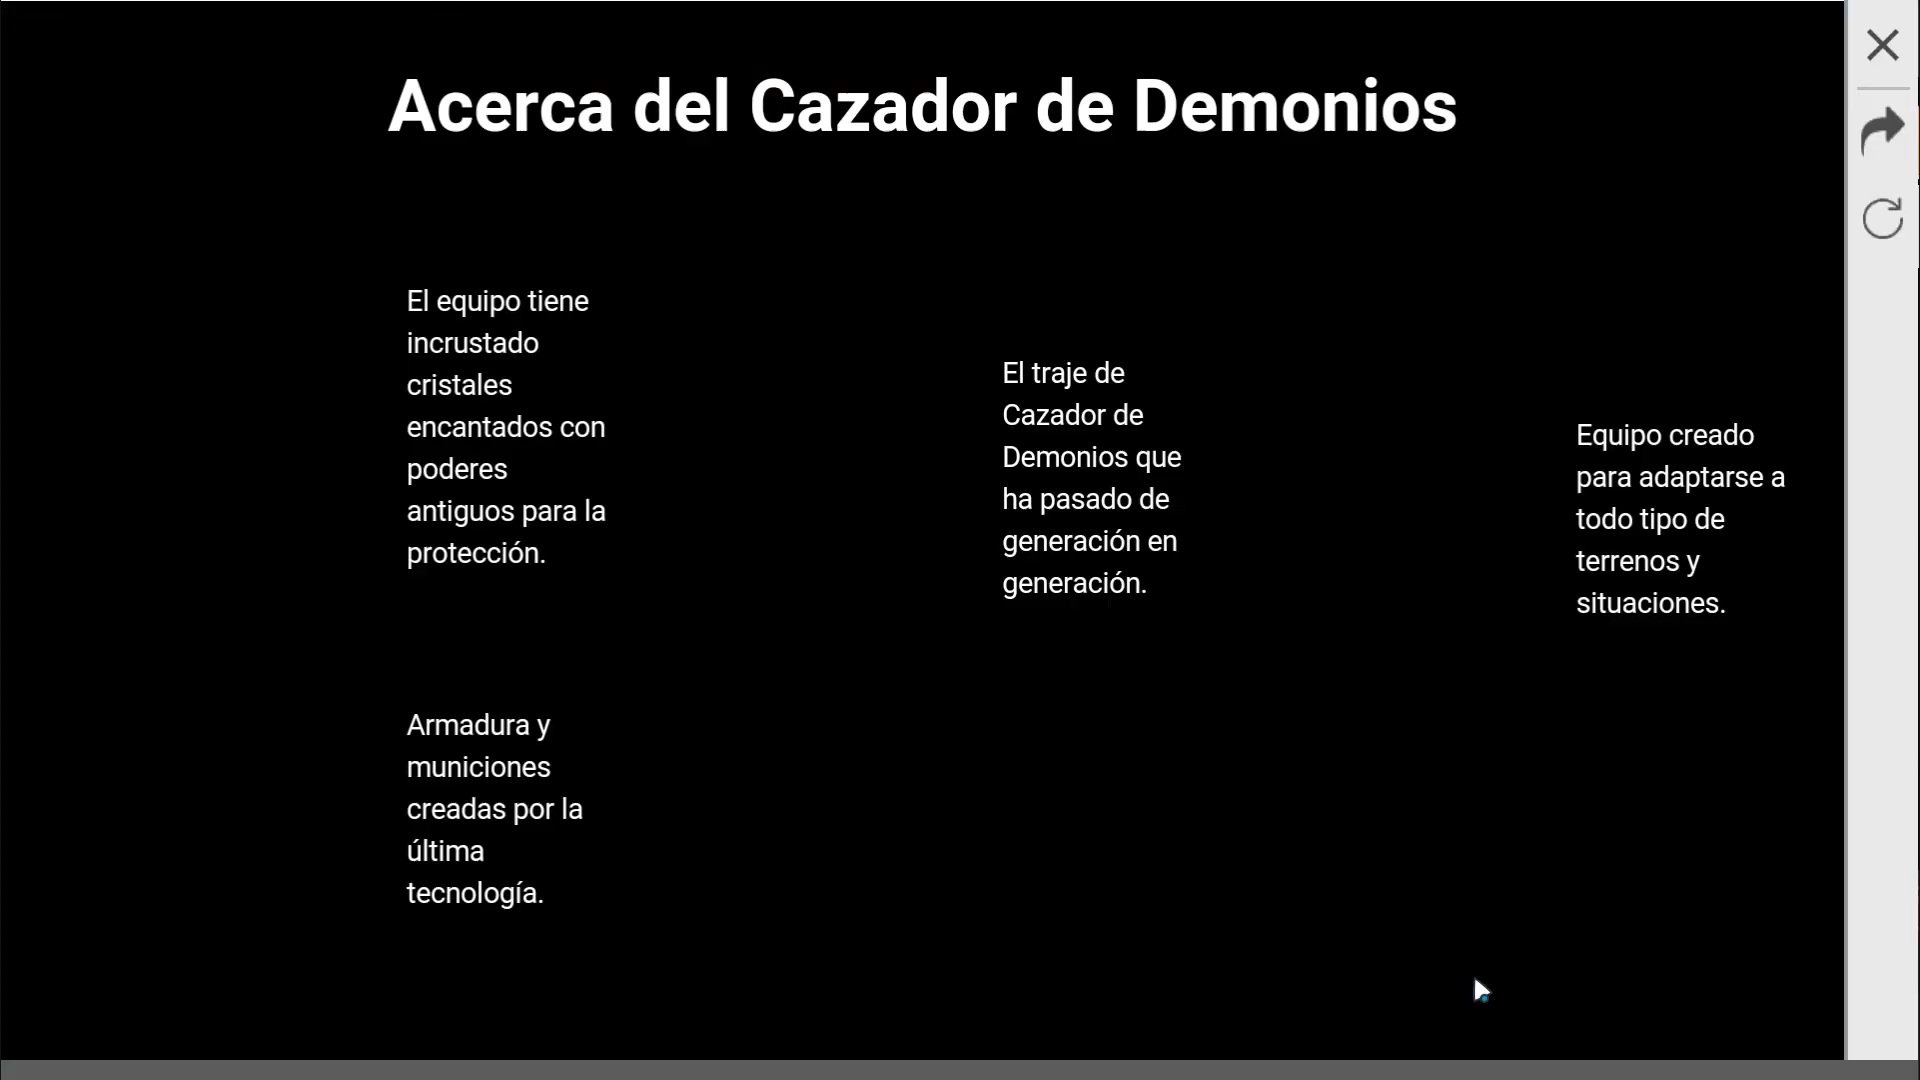 Acerca del Cazador de Demonios
El equipo tiene
incrustado
cristales
encantados con
poderes
antiguos para la
protección.
El traje de
Cazador de
Demonios que
ha pasado de
generación en
generación.
Equipo creado
para adaptarse a
todo tipo de
terrenos y
situaciones.
Armadura y
municiones
creadas por la
última
tecnología.